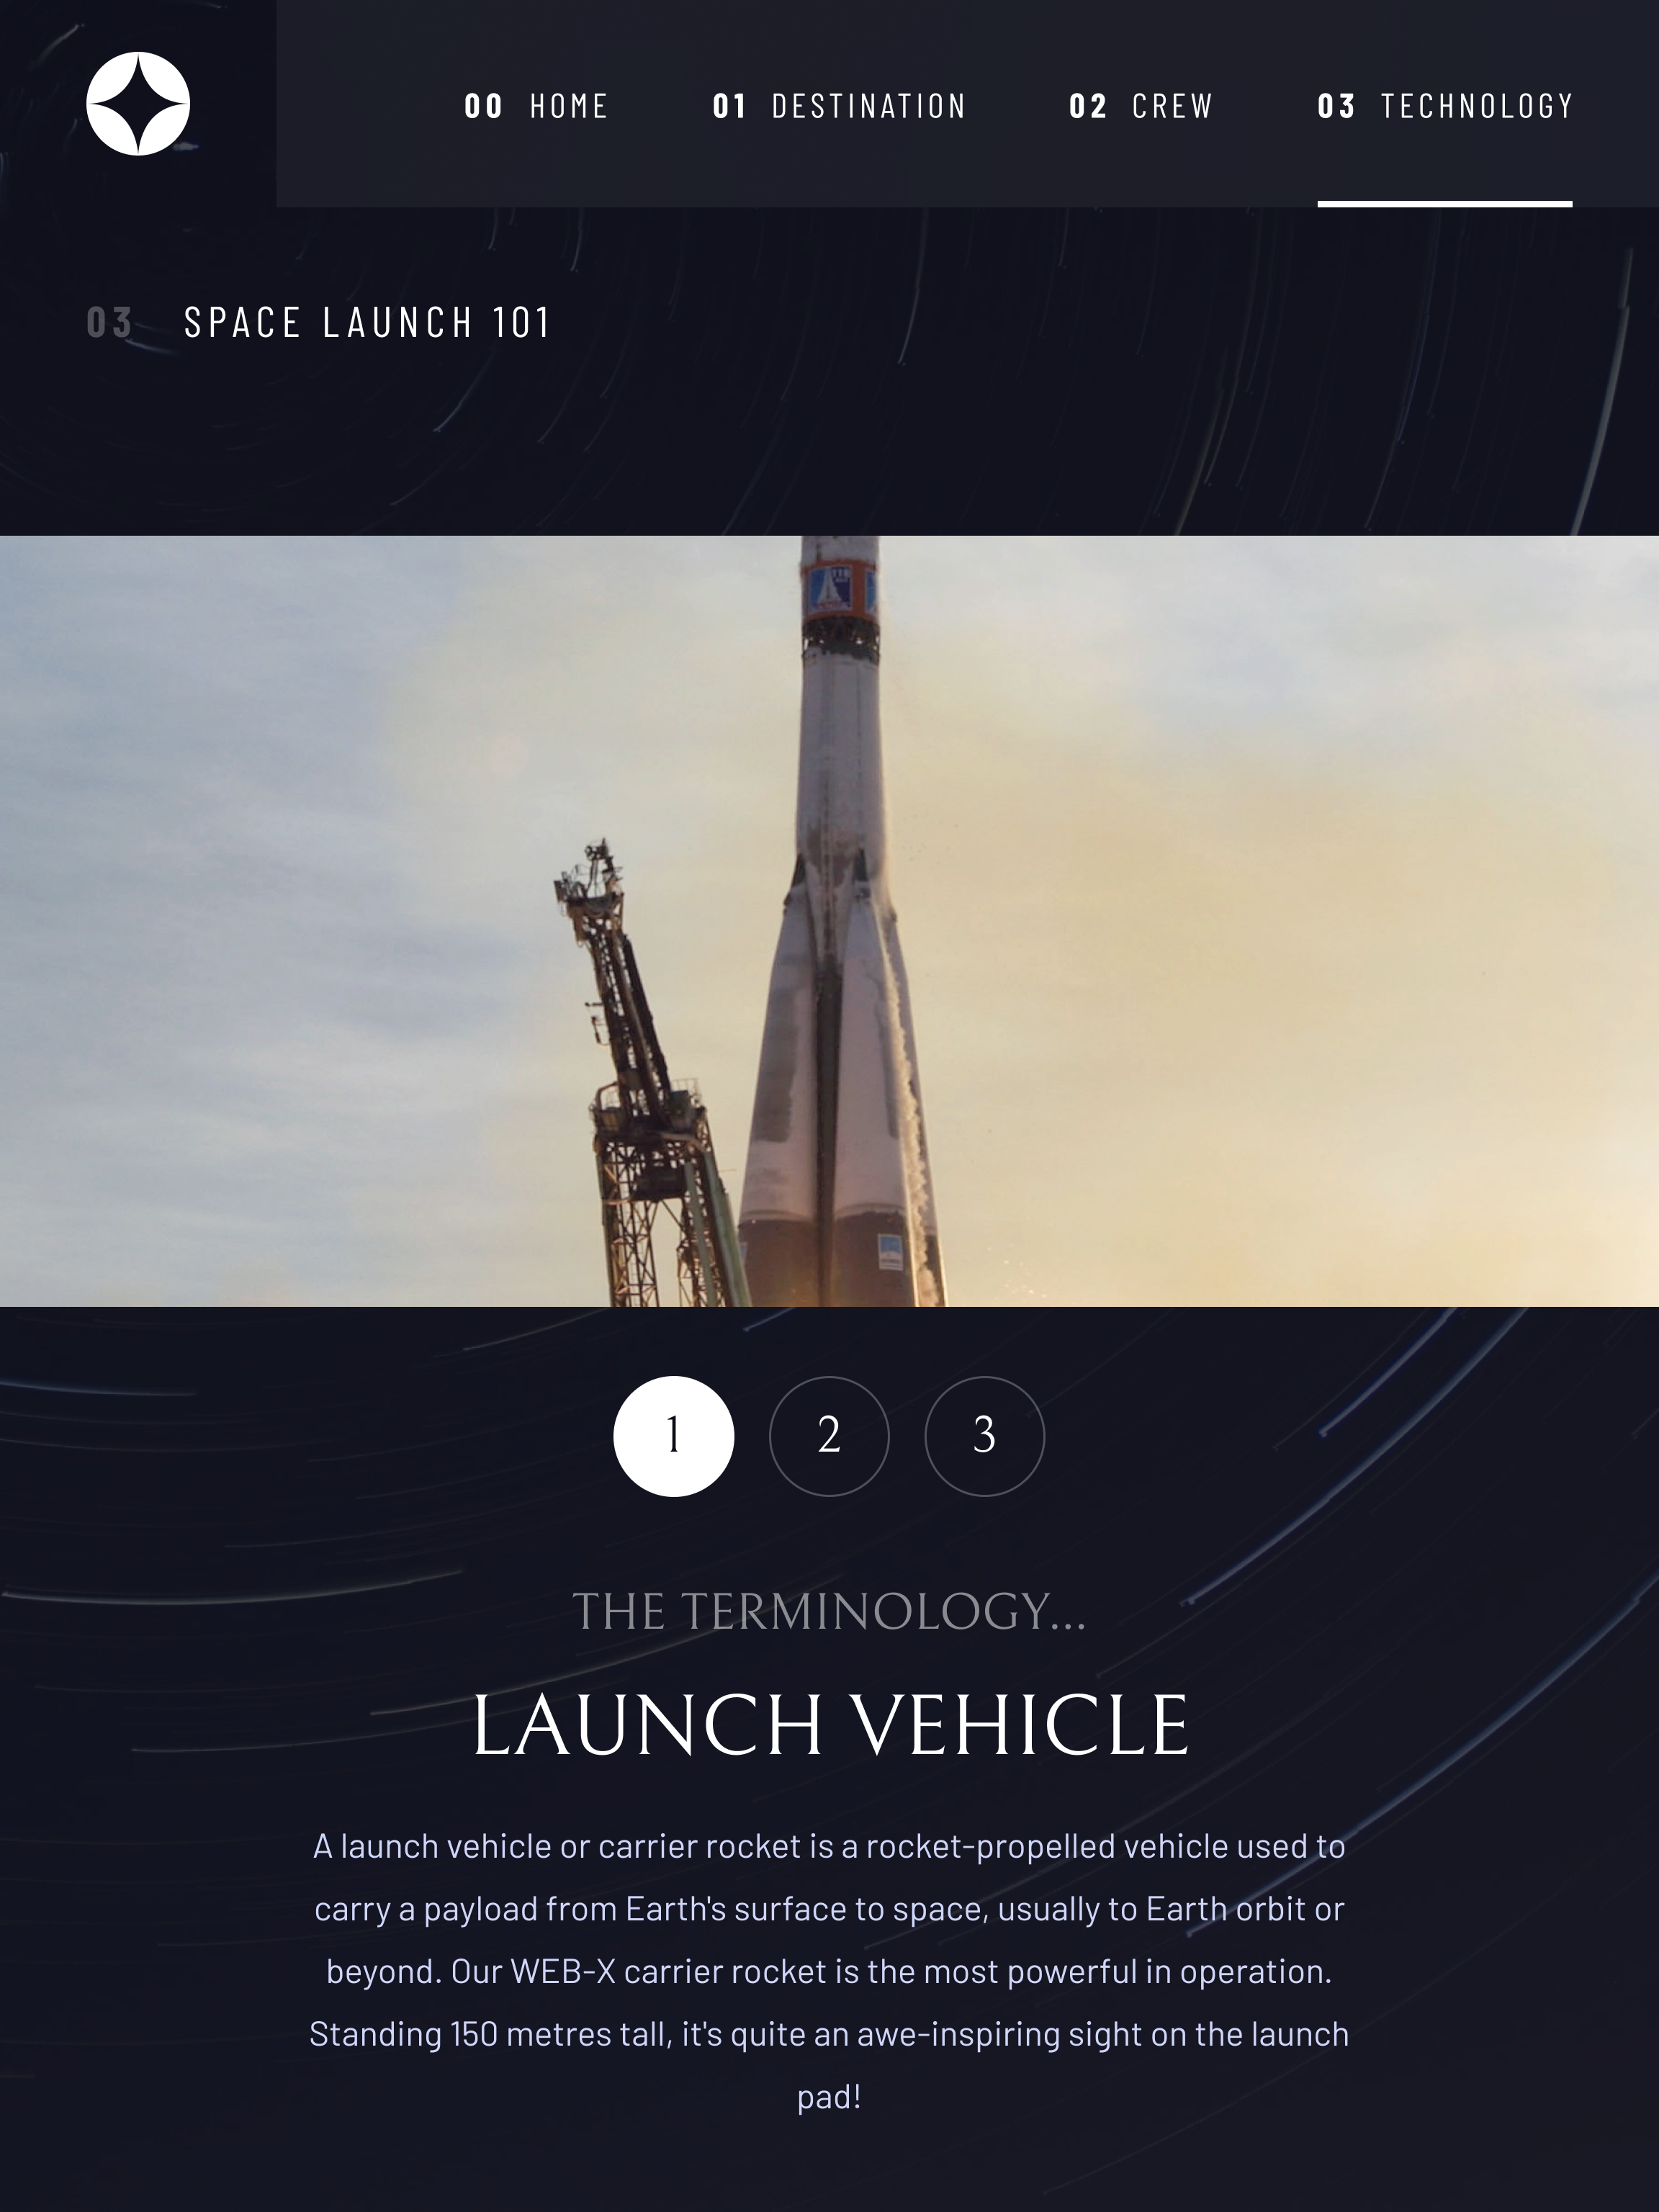 00 HOME 01 DESTINATION 02 CREW 03 TECHNOLOGY
03 SPACE LAUNCH 101
1 2 3
THE TERMINOLOGY...
LAUNCH VEHICLE
A launch vehicle or carrier rocket is a rocket-propelled vehicle used to
carry a payload from Earth's surface to space, usually to Earth orbit or
beyond. Our WEB-X carrier rocket is the most powerful in operation.
Standing 150 metres tall, it's quite an awe-inspiring sight on the launch
pad!